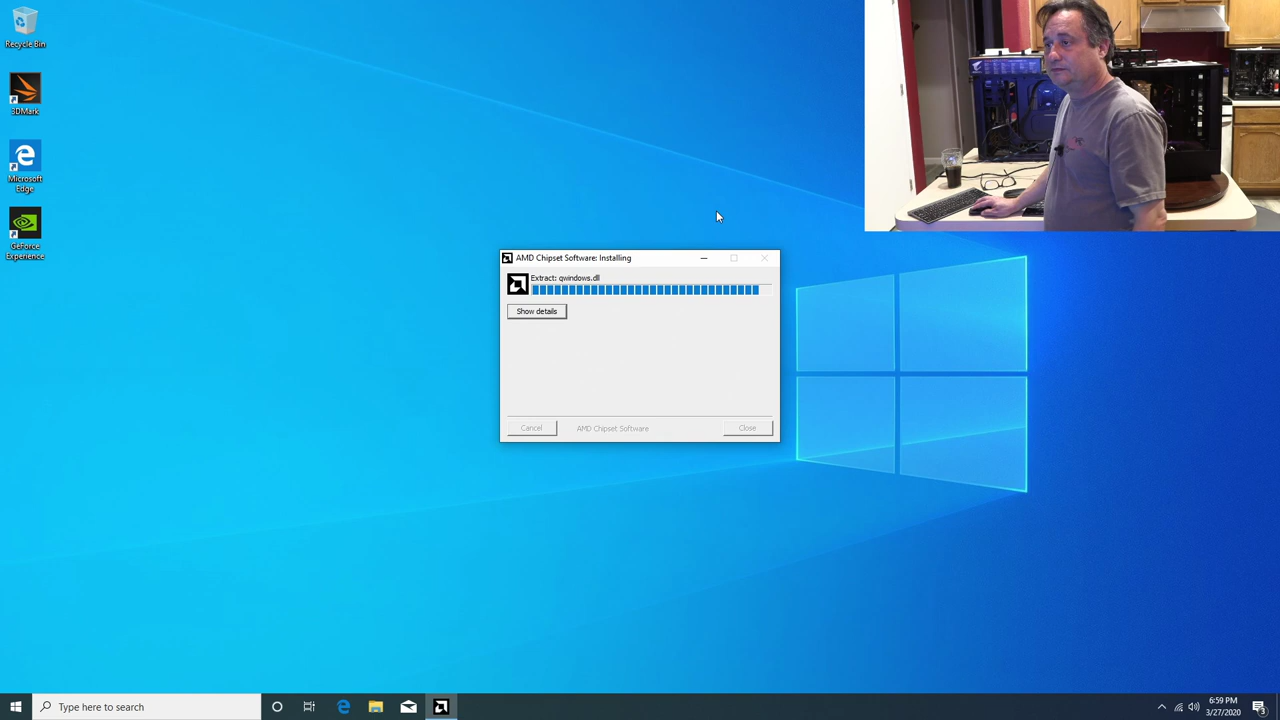 Recycle Bin
3DMark
Microsoft
Edge
GeForce
Experience
AMD Chipset Software: Installing
Extract: qwindows.dll
Show details
Cancel
AMD Chipset Software
Close
Type here to search
6:59 PM
3/27/2020
3